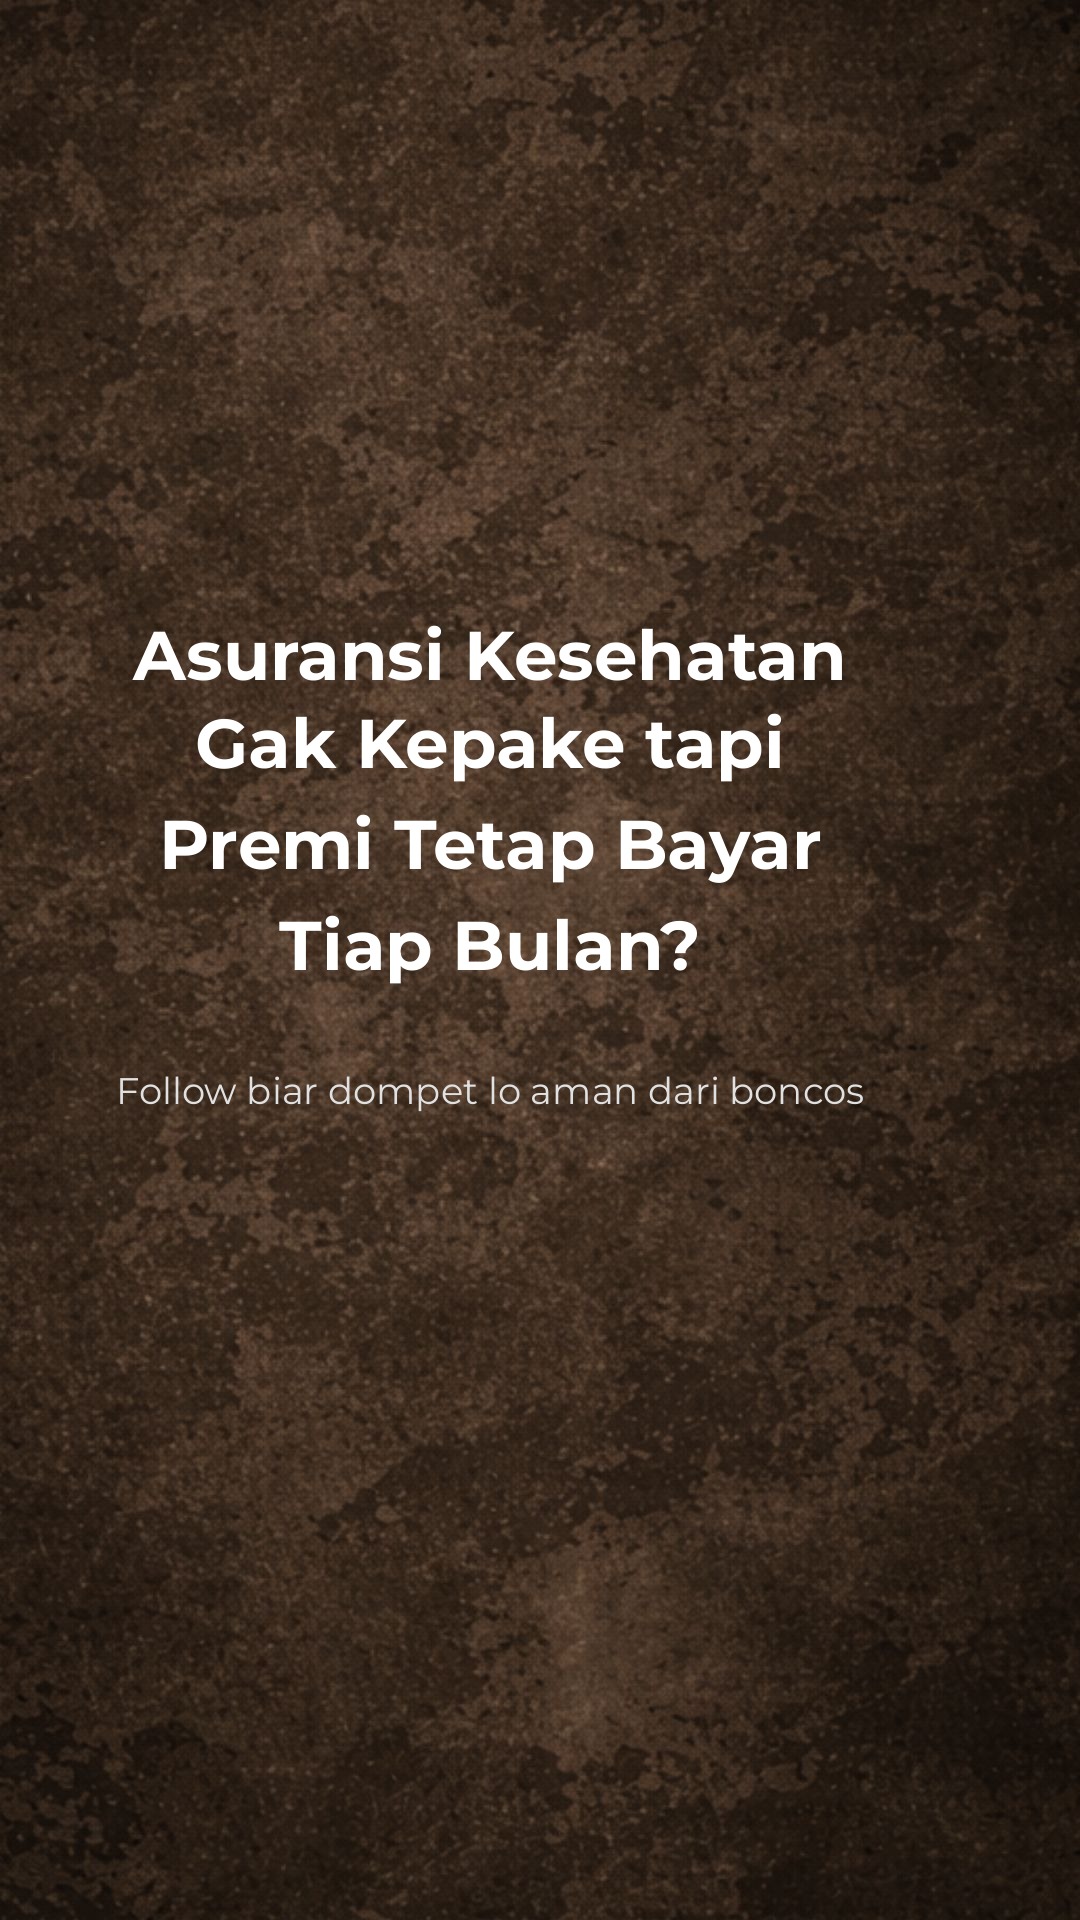 Asuransi Kesehatan
Gak Kepake tapi
Premi Tetap Bayar
Tiap Bulan?
Follow biar dompet lo aman dari boncos